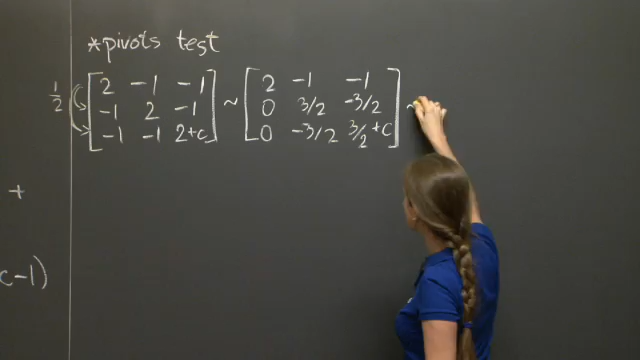 *pivots test
1/2 [2 -1 -1] ~ [2 -1 -1] ~
[-1 2 -1] [0 3/2 -3/2]
[-1 -1 2+c] [0 -3/2 3/2+c]
+
c-1)